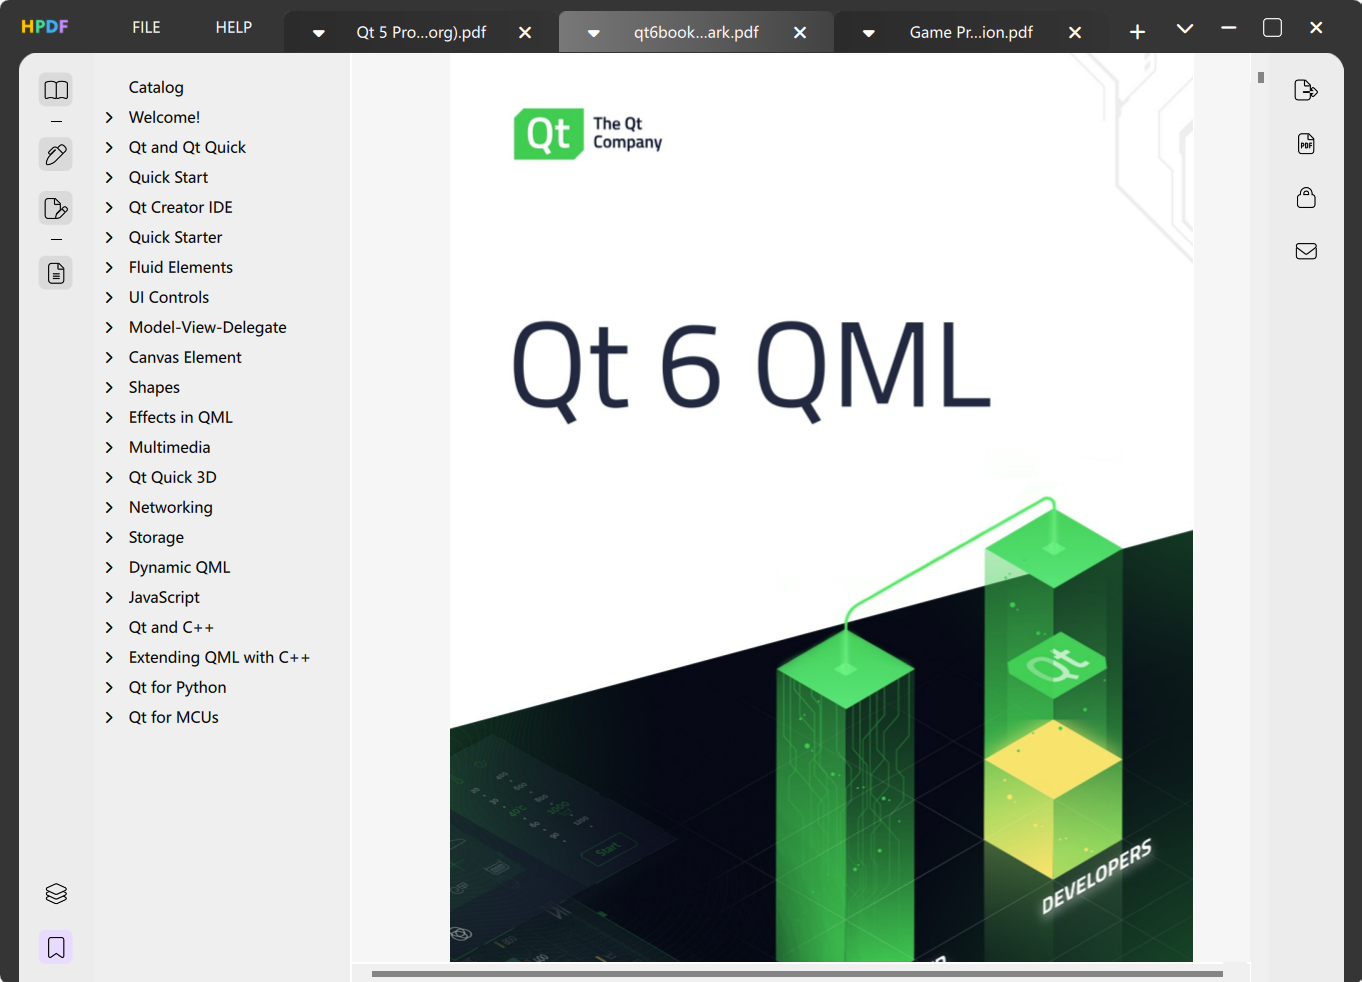 HPDF
FILE
HELP
Qt 5 Pro...org).pdf
qt6book...ark.pdf
Game Pr...ion.pdf
Catalog
Welcome!
Qt and Qt Quick
Quick Start
Qt Creator IDE
Quick Starter
Fluid Elements
UI Controls
Model-View-Delegate
Canvas Element
Shapes
Effects in QML
Multimedia
Qt Quick 3D
Networking
Storage
Dynamic QML
JavaScript
Qt and C++
Extending QML with C++
Qt for Python
Qt for MCUs
Qt
The Qt
Company
Qt 6 QML
Qt
Start
DEVELOPERS
PDF